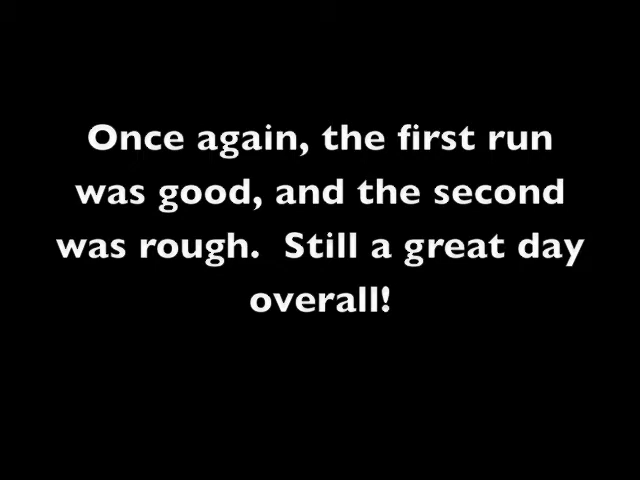 Once again, the first run
was good, and the second
was rough.  Still a great day
overall!